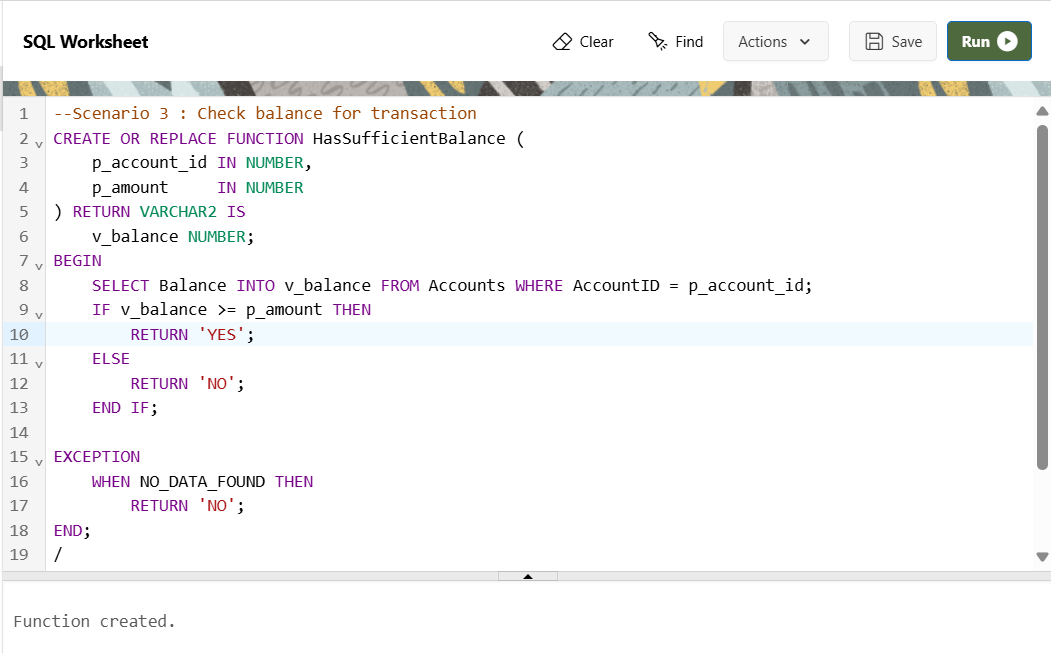 SQL Worksheet Clear Find Actions Save Run
1 --Scenario 3 : Check balance for transaction
2 CREATE OR REPLACE FUNCTION HasSufficientBalance (
3     p_account_id IN NUMBER,
4     p_amount     IN NUMBER
5 ) RETURN VARCHAR2 IS
6     v_balance NUMBER;
7 BEGIN
8     SELECT Balance INTO v_balance FROM Accounts WHERE AccountID = p_account_id;
9     IF v_balance >= p_amount THEN
10         RETURN 'YES';
11     ELSE
12         RETURN 'NO';
13     END IF;
14
15 EXCEPTION
16     WHEN NO_DATA_FOUND THEN
17         RETURN 'NO';
18 END;
19 /
Function created.